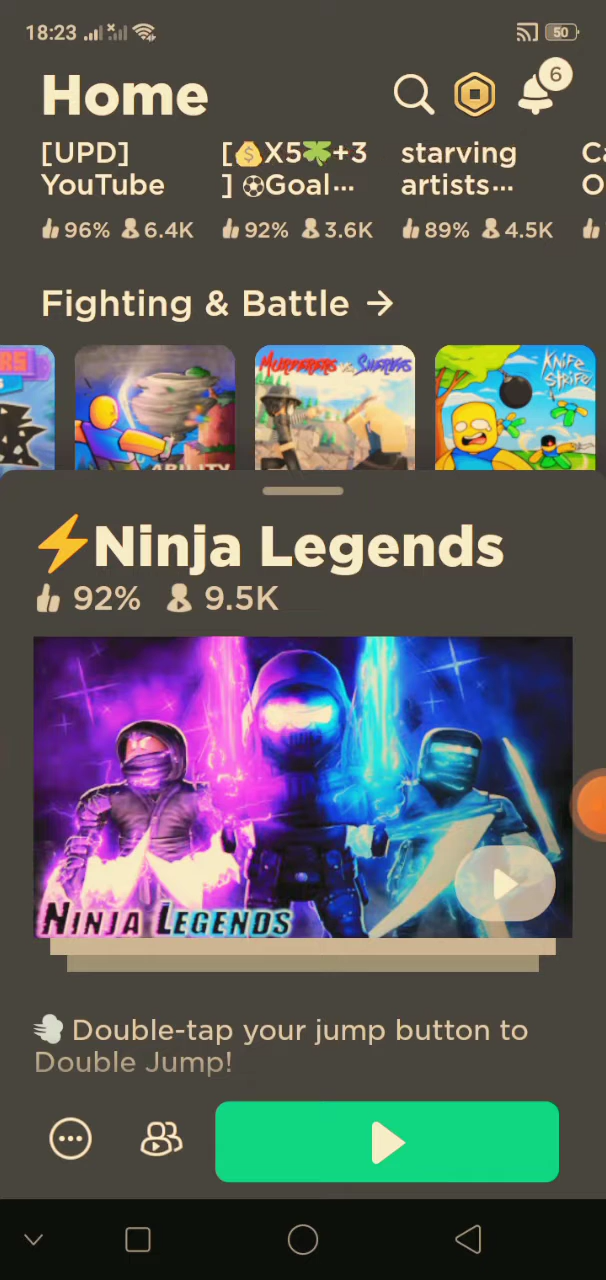 18:23
50
Home
6
[UPD]
YouTube
[💰X5🍀+3
] ⚽Goal...
starving
artists...
96% 6.4K
92% 3.6K
89% 4.5K
Fighting & Battle →
MURDERERS VS SHERIFFS
KNIFE
STRIFE
ABILITY
⚡Ninja Legends
92% 9.5K
NINJA LEGENDS
💨 Double-tap your jump button to
Double Jump!